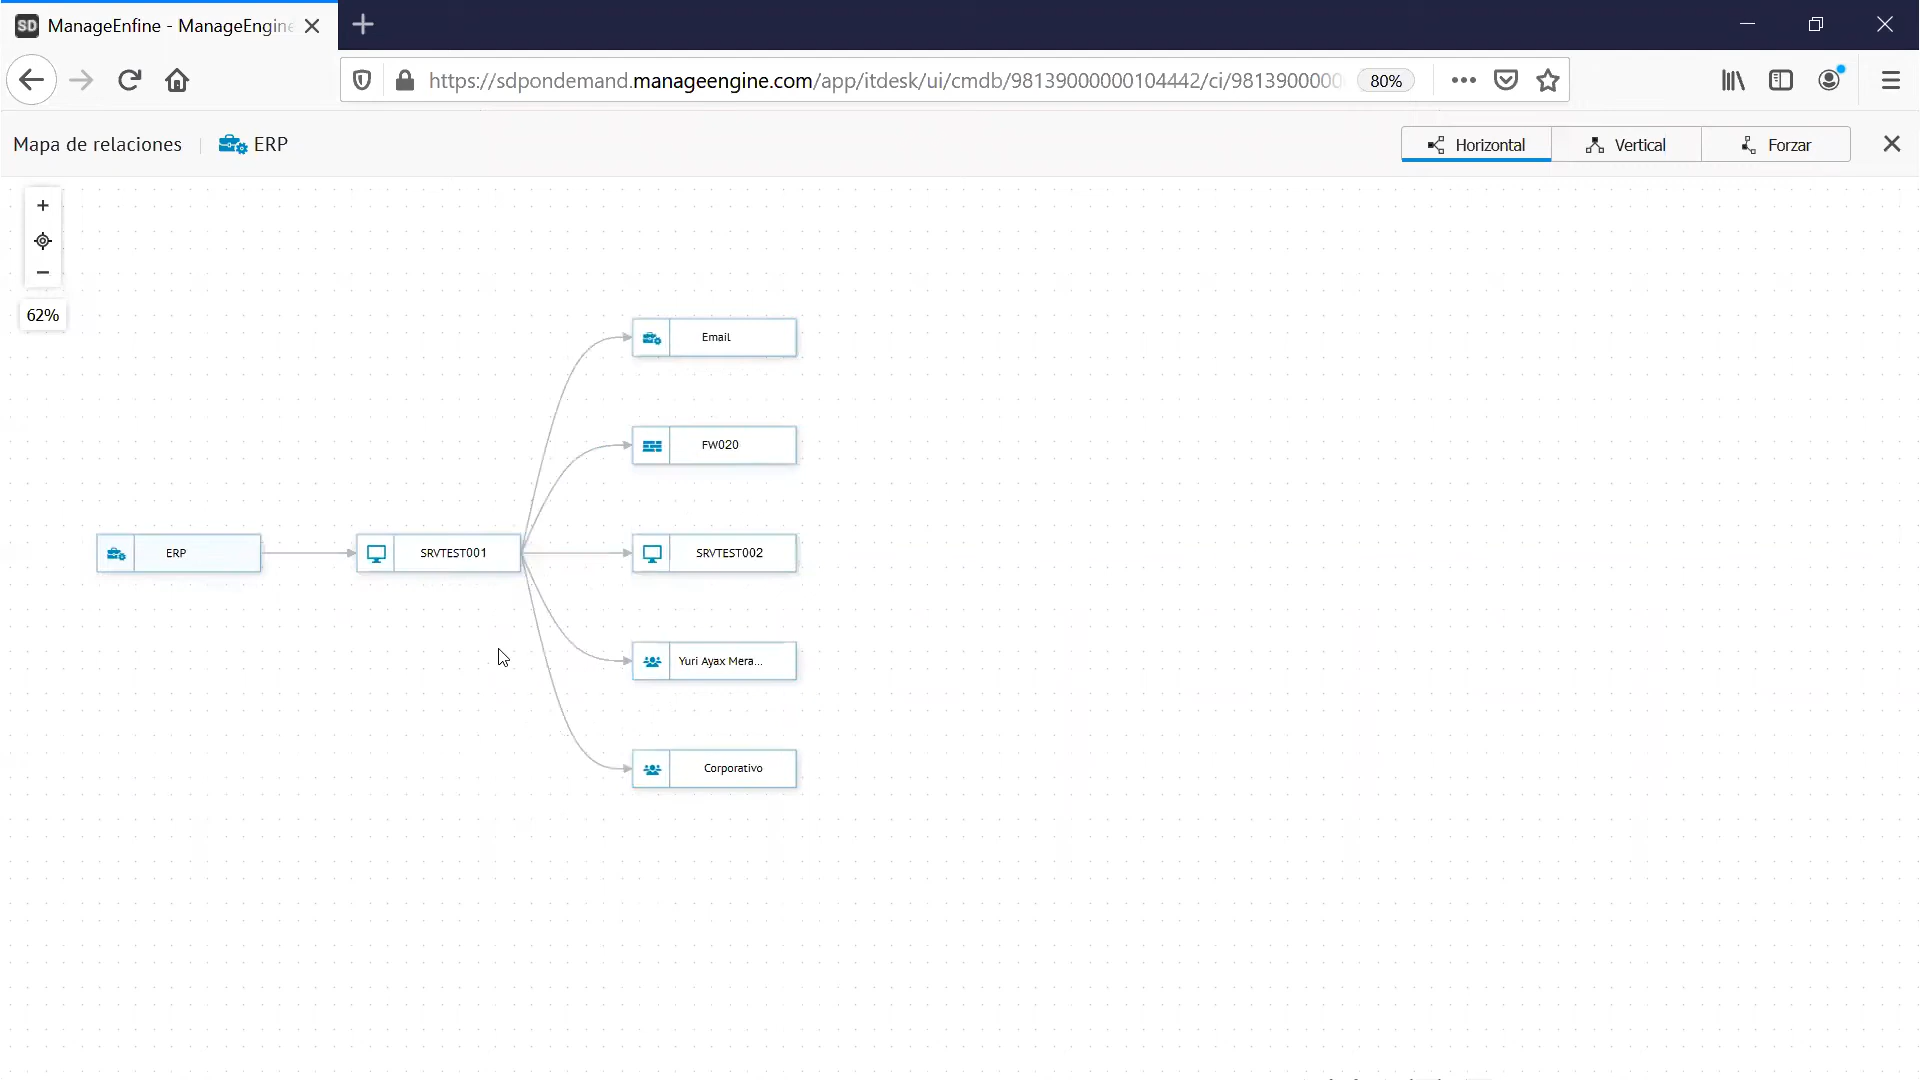 SD ManageEnfine - ManageEngine
https://sdpondemand.manageengine.com/app/itdesk/ui/cmdb/98139000000104442/ci/981390000 80%
Mapa de relaciones ERP
Horizontal Vertical Forzar
62%
Email
FW020
ERP SRVTEST001 SRVTEST002
Yuri Ayax Mera...
Corporativo